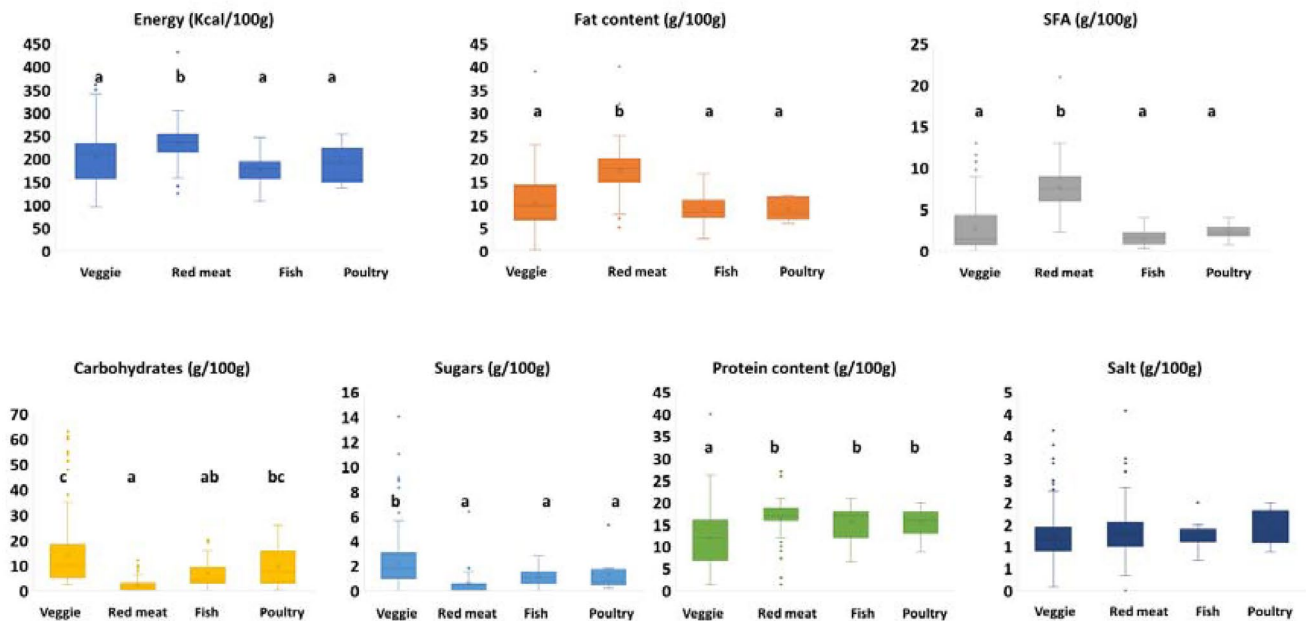 Energy (Kcal/100g)
450
400
350
300
250
200
150
100
50
0
a
b
a
a
Veggie
Red meat
Fish
Poultry
Fat content (g/100g)
45
40
35
30
25
20
15
10
5
0
a
b
a
a
Veggie
Red meat
Fish
Poultry
SFA (g/100g)
25
20
15
10
5
0
a
b
a
a
Veggie
Red meat
Fish
Poultry
Carbohydrates (g/100g)
70
60
50
40
30
20
10
0
c
a
ab
bc
Veggie
Red meat
Fish
Poultry
Sugars (g/100g)
16
14
12
10
8
6
4
2
0
b
a
a
a
Veggie
Red meat
Fish
Poultry
Protein content (g/100g)
45
40
35
30
25
20
15
10
5
0
a
b
b
b
Veggie
Red meat
Fish
Poultry
Salt (g/100g)
5
4
4
3
3
2
2
1
1
0
Veggie
Red meat
Fish
Poultry